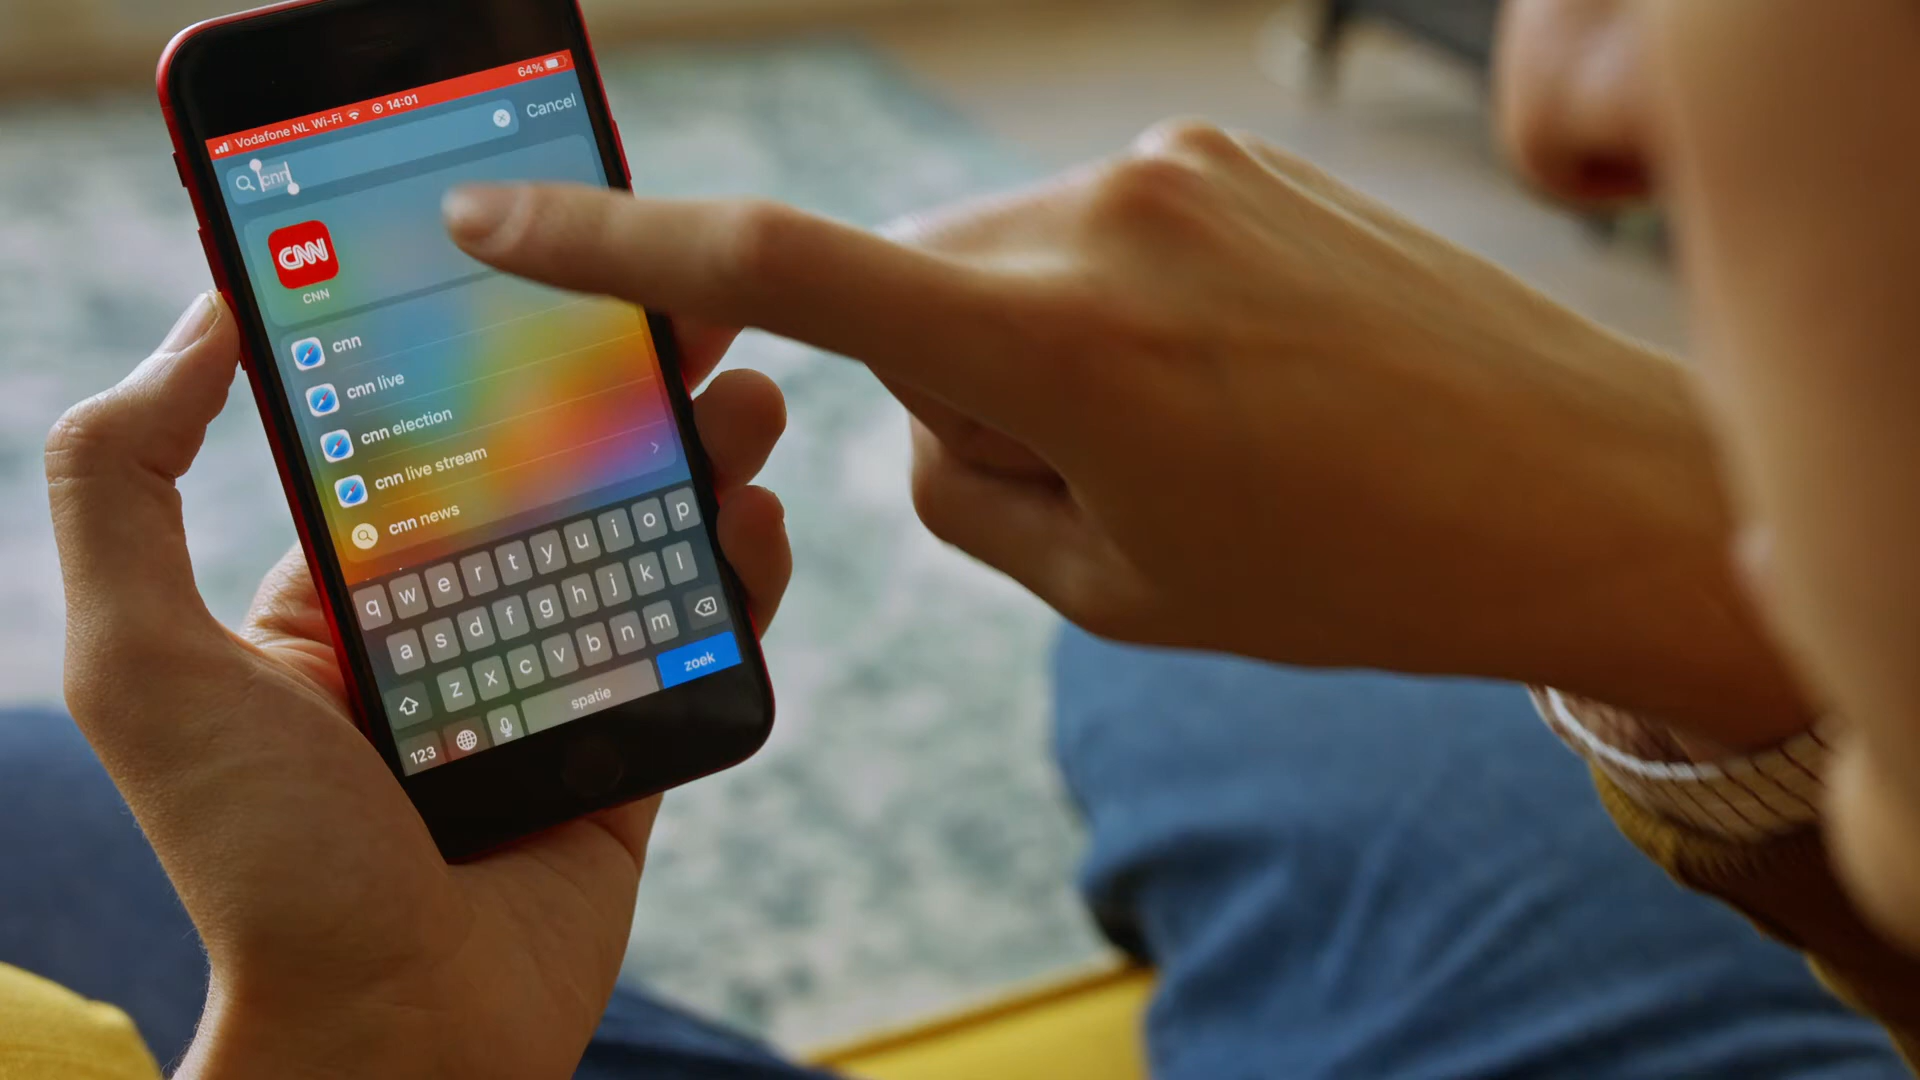 Vodafone NL Wi-Fi 14:01 64%
cnn Cancel
CNN
CNN
cnn
cnn live
cnn election
cnn live stream
cnn news
q w e r t y u i o p
a s d f g h j k l
z x c v b n m
123 spatie zoek